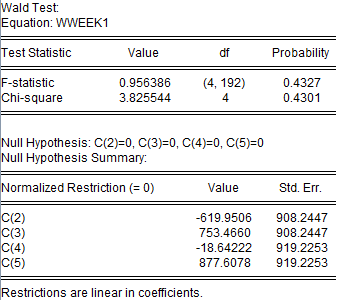 Wald Test:
Equation: WWEEK1
Test Statistic Value df Probability
F-statistic 0.956386 (4, 192) 0.4327
Chi-square 3.825544 4 0.4301
Null Hypothesis: C(2)=0, C(3)=0, C(4)=0, C(5)=0
Null Hypothesis Summary:
Normalized Restriction (= 0) Value Std. Err.
C(2) -619.9506 908.2447
C(3) 753.4660 908.2447
C(4) -18.64222 919.2253
C(5) 877.6078 919.2253
Restrictions are linear in coefficients.